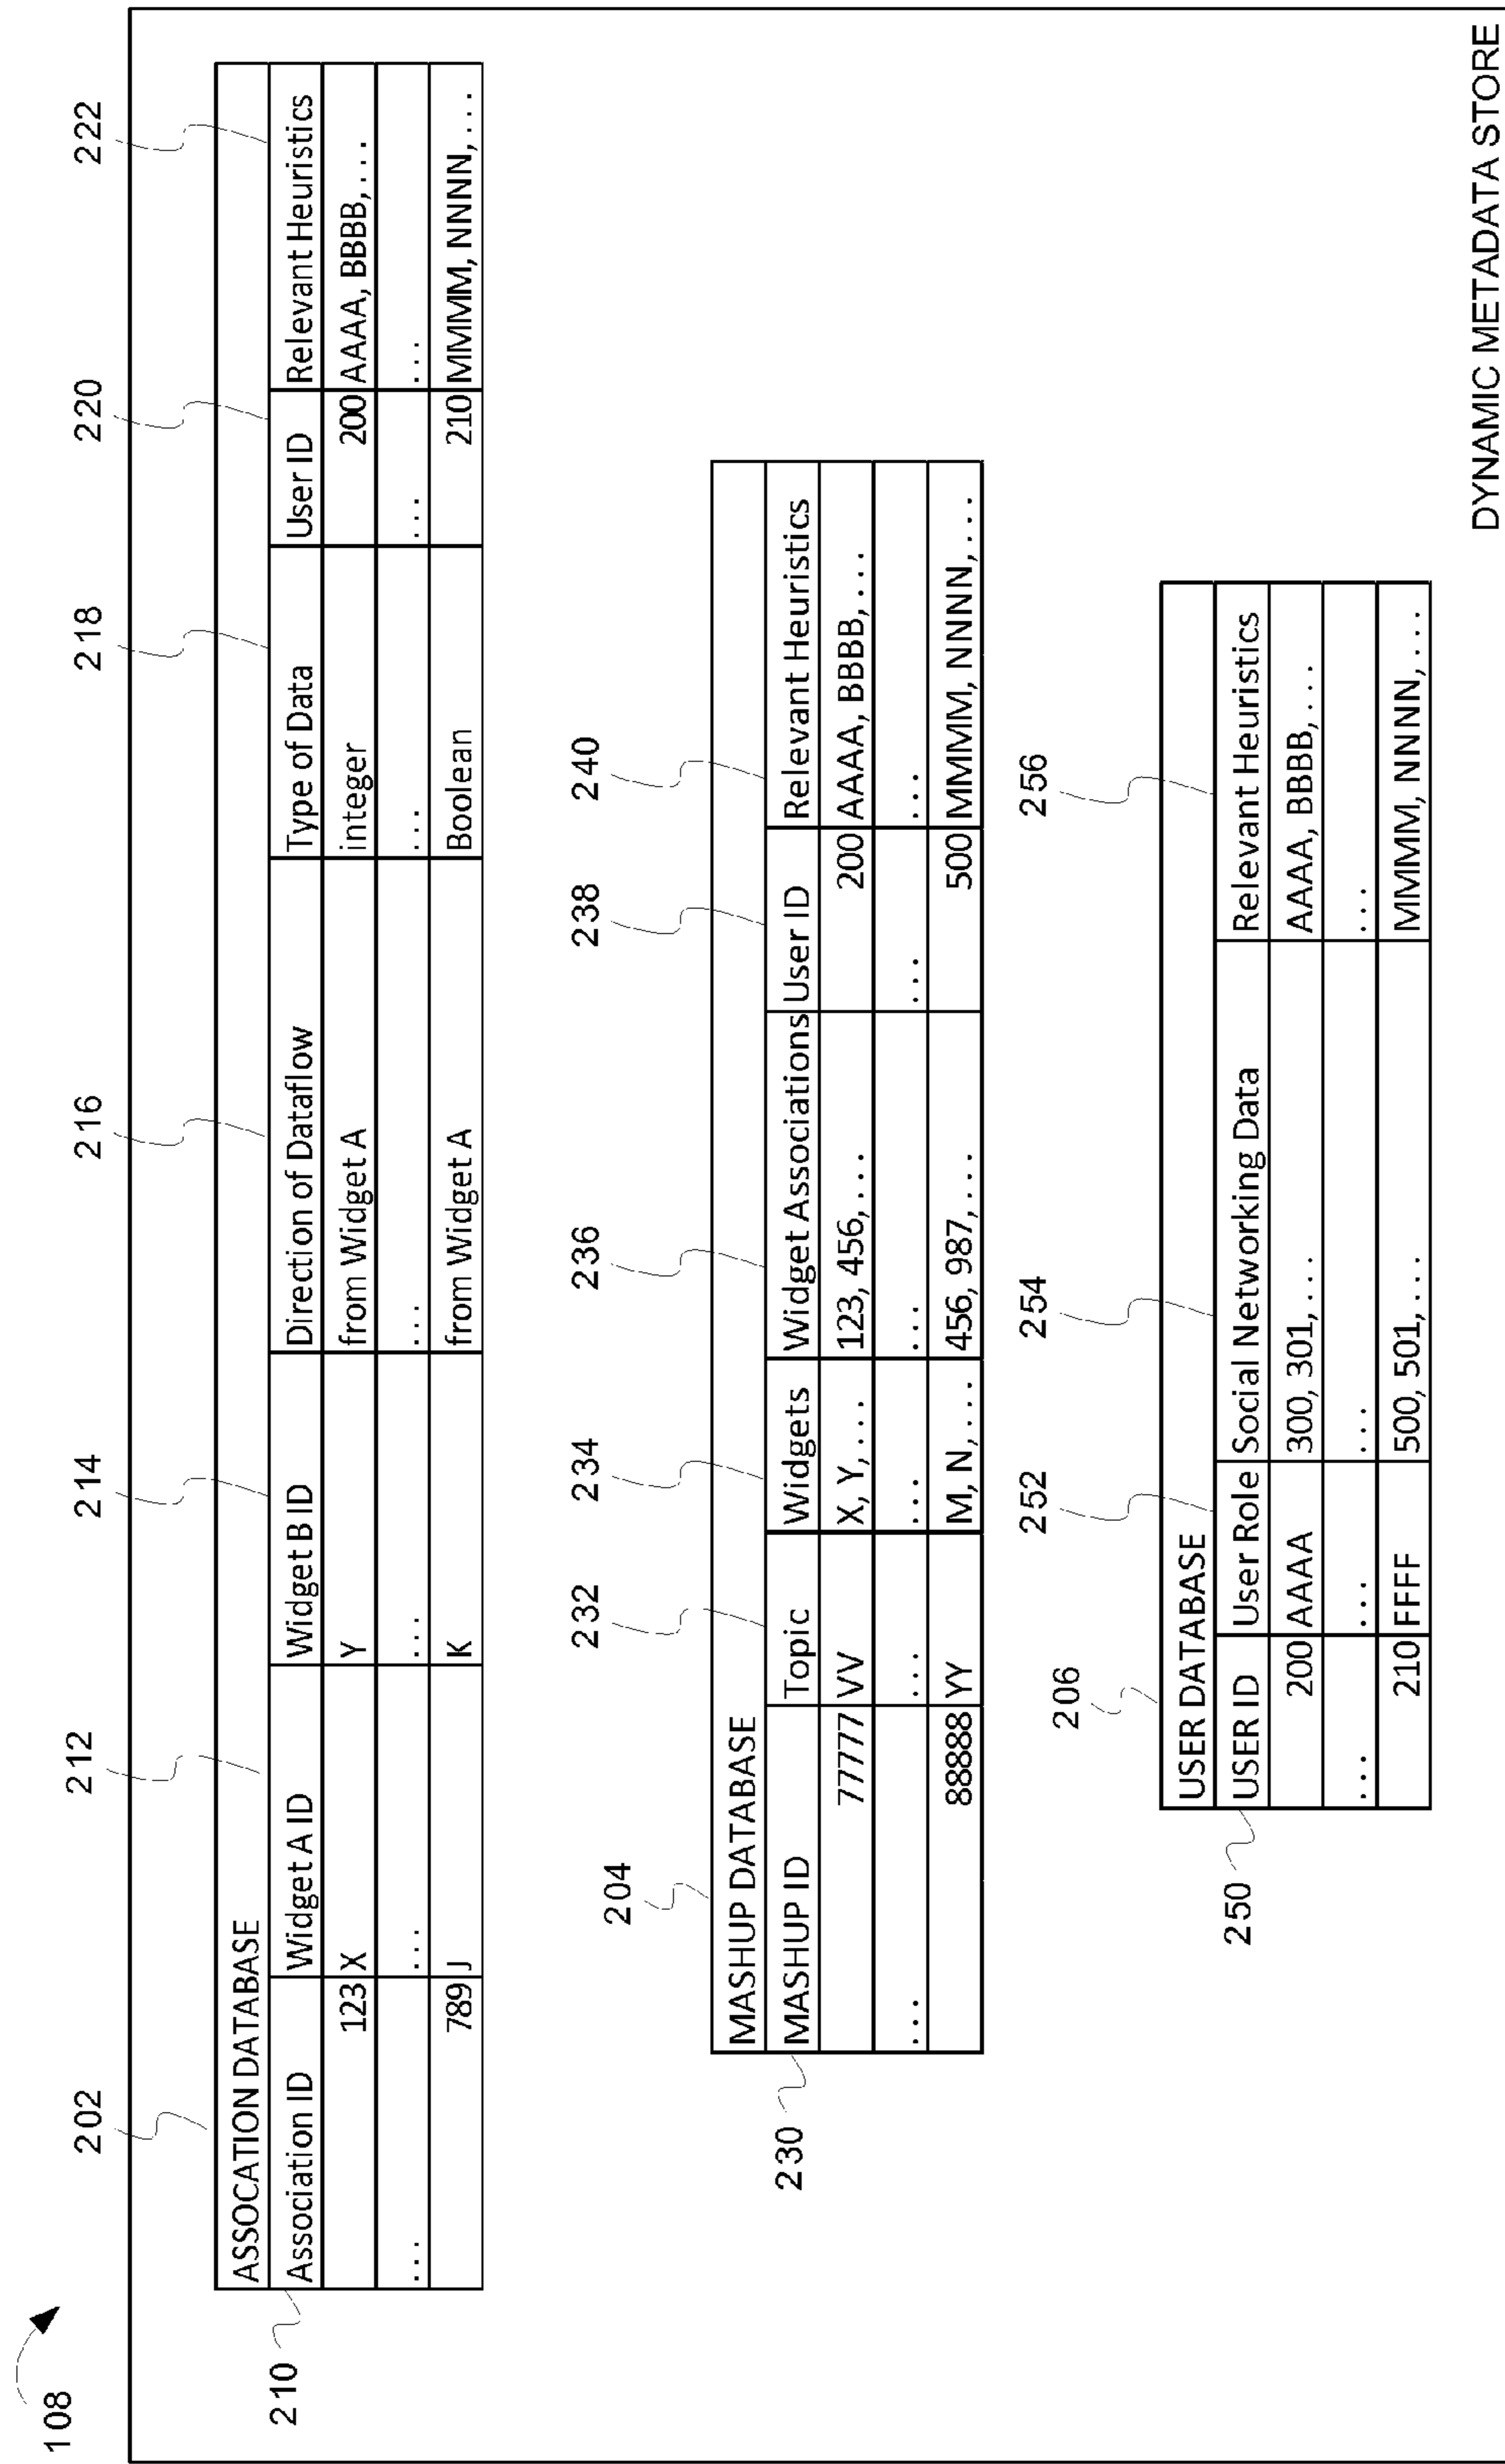 108
202 212 214 216 218 220 222
ASSOCATION DATABASE
210
Association ID Widget A ID Widget B ID Direction of Dataflow Type of Data User ID Relevant Heuristics
123 X Y from Widget A integer 200 AAAA, BBBB, ...
... ... ... ... ... ... ...
789 J K from Widget A Boolean 210 MMMM, NNNN, ...
204 232 234 236 238 240
MASHUP DATABASE
230
MASHUP ID Topic Widgets Widget Associations User ID Relevant Heuristics
77777 VV X, Y, ... 123, 456, ... 200 AAAA, BBBB, ...
... ... ... ... ... ...
88888 YY M, N, ... 456, 987, ... 500 MMMM, NNNN, ...
206 252 254 256
USER DATABASE
250
USER ID User Role Social Networking Data Relevant Heuristics
200 AAAA 300, 301, ... AAAA, BBBB, ...
... ... ... ...
210 FFFF 500, 501, ... MMMM, NNNN, ...
DYNAMIC METADATA STORE